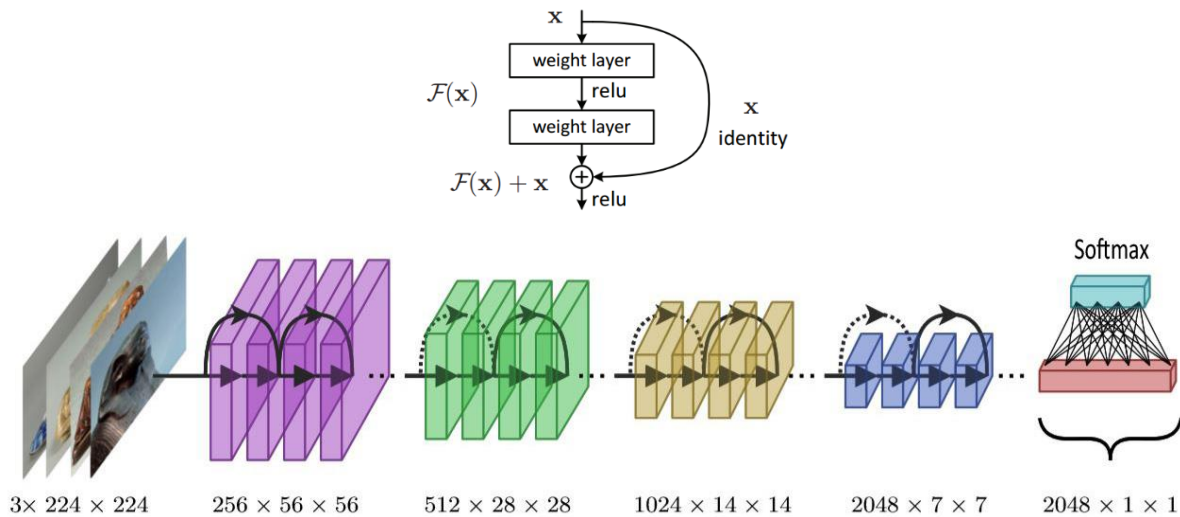 x
weight layer
F(x)
relu
x
weight layer
identity
F(x) + x
relu
Softmax
3× 224 × 224
256 × 56 × 56
512 × 28 × 28
1024 × 14 × 14
2048 × 7 × 7
2048 × 1 × 1